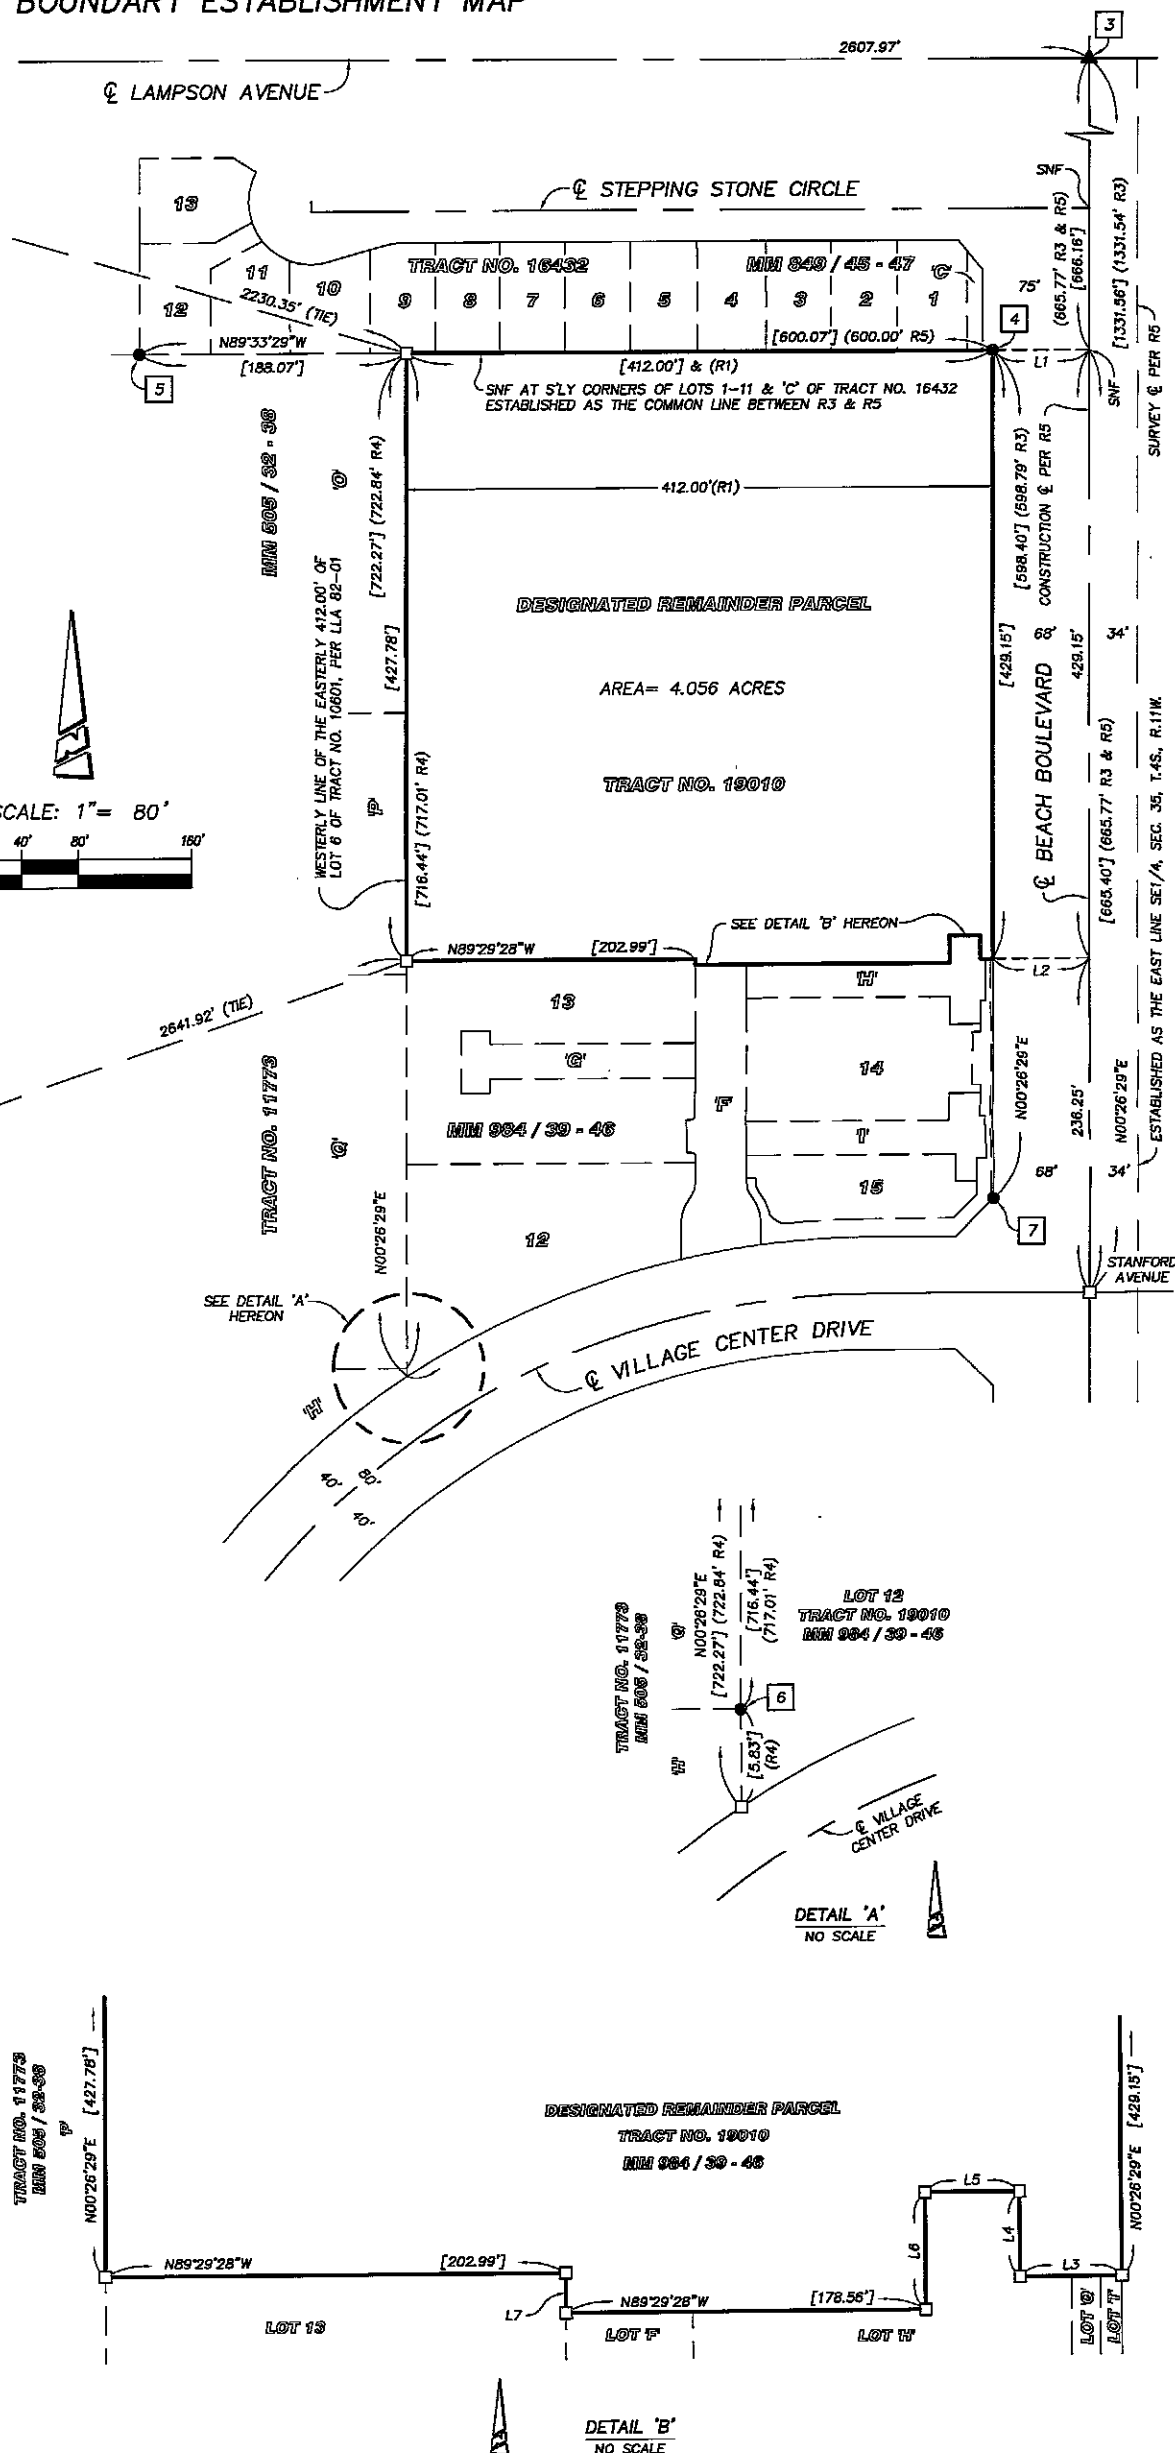 BOUNDARY ESTABLISHMENT MAP
3
2607.97'
℄ LAMPSON AVENUE
SNF
℄ STEPPING STONE CIRCLE
(665.77' R3 & R5)
[666.16']
[1331.56'] (1331.54' R3)
SURVEY ℄ PER R5
13
TRACT NO. 16432
MM 849 / 45 - 47
'C'
11
10
9
8
7
6
5
4
3
2
1
75'
12
2230.35' (TIE)
4
N89°33'29"W
[188.07']
[600.07'] (600.00' R5)
[412.00'] & (R1)
L1
5
SNF AT S'LY CORNERS OF LOTS 1-11 & 'C' OF TRACT NO. 16432
ESTABLISHED AS THE COMMON LINE BETWEEN R3 & R5
SNF
MM 505 / 32 - 38
'O'
[722.27'] (722.84' R4)
412.00'(R1)
[598.40'] (598.79' R3)
CONSTRUCTION ℄ PER R5
WESTERLY LINE OF THE EASTERLY 412.00' OF
LOT 6 OF TRACT NO. 10601, PER LLA 82-01
DESIGNATED REMAINDER PARCEL
[427.78']
[429.15']
68'
429.15'
34'
AREA= 4.056 ACRES
℄ BEACH BOULEVARD
TRACT NO. 19010
'P'
[716.44'] (717.01' R4)
[665.40'] (665.77' R3 & R5)
ESTABLISHED AS THE EAST LINE SE1/4, SEC. 35, T.4S., R.11W.
SCALE: 1"= 80'
40'
80'
160'
SEE DETAIL 'B' HEREON
N89°29'28"W
[202.99']
L2
'H'
2641.92' (TIE)
13
'G'
14
'F'
TRACT NO. 11773
'Q'
MM 984 / 39 - 46
'I'
N00°26'29"E
236.25'
N00°26'29"E
15
68'
34'
N00°26'29"E
12
7
STANFORD
AVENUE
SEE DETAIL 'A'
HEREON
℄ VILLAGE CENTER DRIVE
'H'
40'
80'
40'
TRACT NO. 11773
MM 505 / 32-38
'Q'
N00°26'29"E
[722.27'] (722.84' R4)
[716.44']
(717.01' R4)
LOT 12
TRACT NO. 19010
MM 984 / 39 - 46
6
'H'
[5.83']
(R4)
℄ VILLAGE
CENTER DRIVE
DETAIL 'A'
NO SCALE
TRACT NO. 11773
MM 505 / 32-38
'P'
N00°26'29"E [427.78']
DESIGNATED REMAINDER PARCEL
TRACT NO. 19010
MM 984 / 39 - 46
N00°26'29"E [429.15']
L5
L6
L4
L3
N89°29'28"W
[202.99']
L7
N89°29'28"W
[178.56']
LOT 13
LOT 'F'
LOT 'H'
LOT
LOT
DETAIL 'B'
NO SCALE